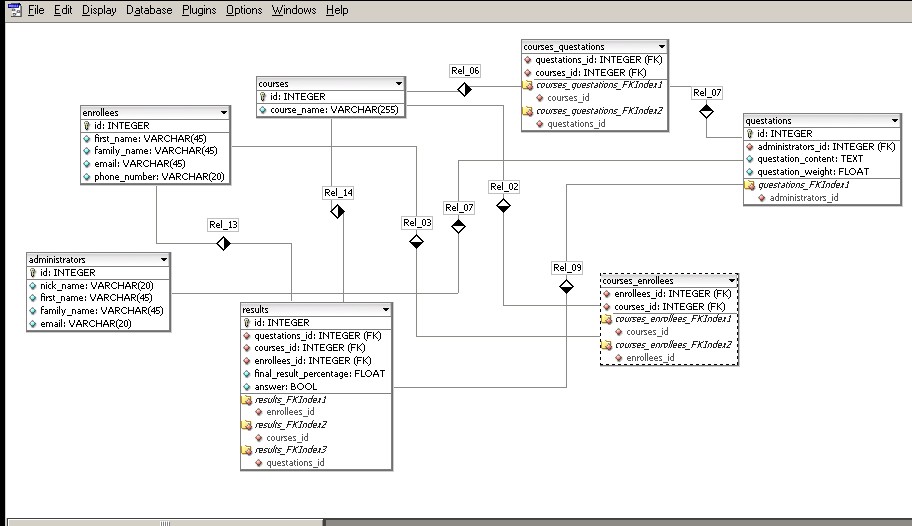 File Edit Display Database Plugins Options Windows Help
courses_questations
questations_id: INTEGER (FK)
courses_id: INTEGER (FK)
courses_questations_FKIndex1
courses_id
courses_questations_FKIndex2
questations_id
Rel_06
courses
id: INTEGER
course_name: VARCHAR(255)
Rel_07
enrollees
id: INTEGER
first_name: VARCHAR(45)
family_name: VARCHAR(45)
email: VARCHAR(45)
phone_number: VARCHAR(20)
questations
id: INTEGER
administrators_id: INTEGER (FK)
questation_content: TEXT
questation_weight: FLOAT
questations_FKIndex1
administrators_id
Rel_14
Rel_02
Rel_07
Rel_03
Rel_13
administrators
id: INTEGER
nick_name: VARCHAR(20)
first_name: VARCHAR(45)
family_name: VARCHAR(45)
email: VARCHAR(20)
Rel_09
courses_enrollees
enrollees_id: INTEGER (FK)
courses_id: INTEGER (FK)
courses_enrollees_FKIndex1
courses_id
courses_enrollees_FKIndex2
enrollees_id
results
id: INTEGER
questations_id: INTEGER (FK)
courses_id: INTEGER (FK)
enrollees_id: INTEGER (FK)
final_result_percentage: FLOAT
answer: BOOL
results_FKIndex1
enrollees_id
results_FKIndex2
courses_id
results_FKIndex3
questations_id